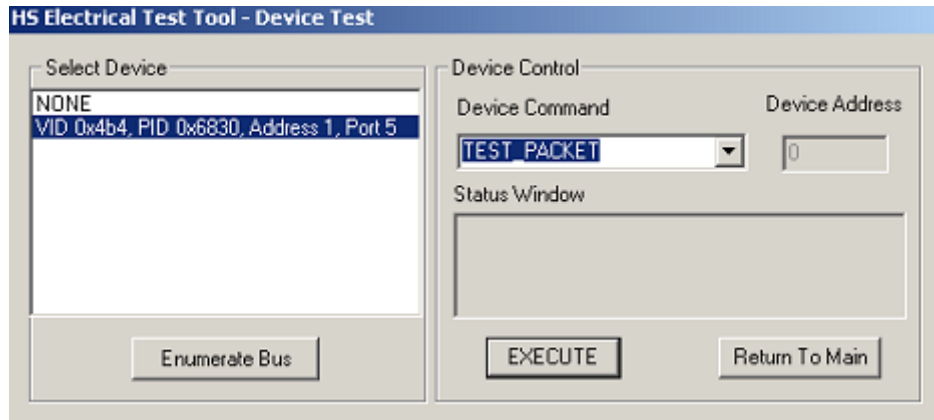 HS Electrical Test Tool - Device Test
Select Device
NONE
VID 0x4b4, PID 0x6830, Address 1, Port 5
Enumerate Bus
Device Control
Device Command
Device Address
TEST_PACKET
0
Status Window
EXECUTE
Return To Main